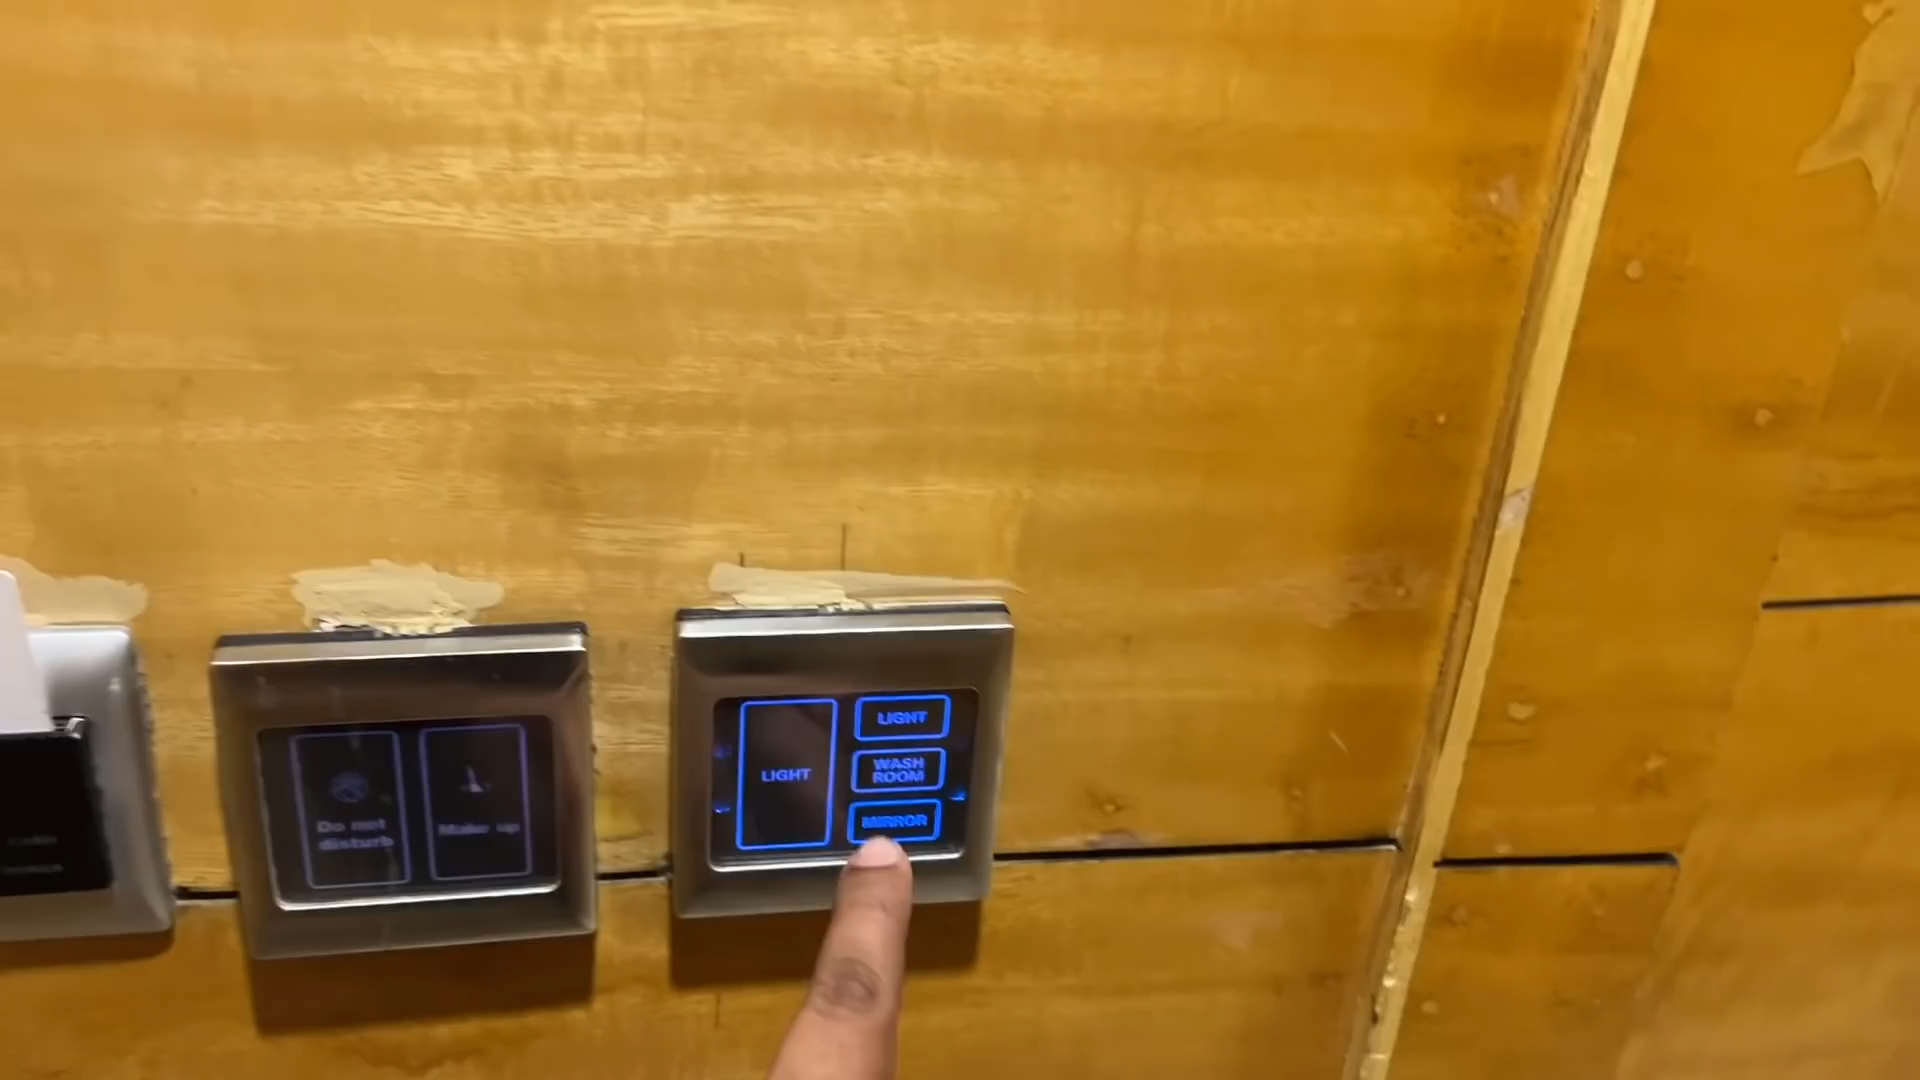 Do not
disturb
Make up
LIGHT
LIGHT
WASH
ROOM
MIRROR